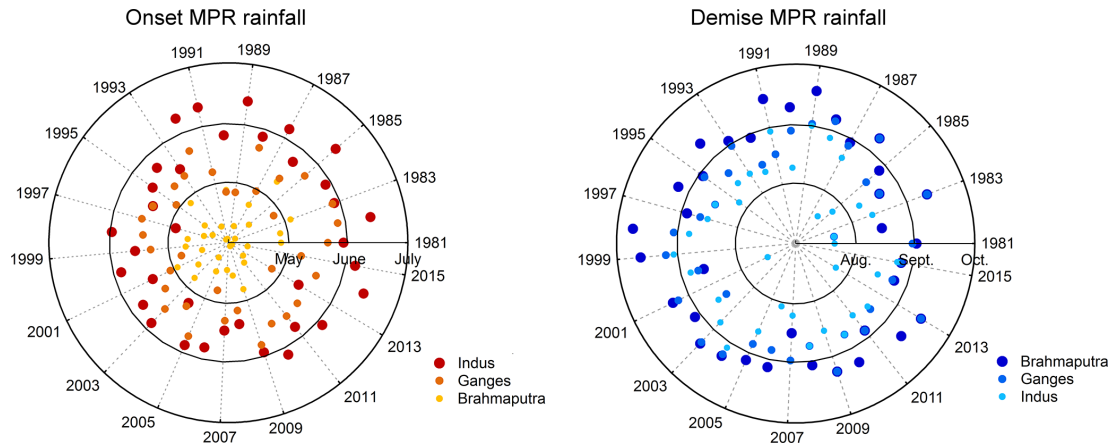 Onset MPR rainfall
1991
1989
1993
1987
1995
1985
1997
1983
1981
May
June
July
1999
2015
2001
2013
2003
2011
2005
2007
2009
Indus
Ganges
Brahmaputra
Demise MPR rainfall
1991
1989
1993
1987
1995
1985
1997
1983
1981
Aug.
Sept.
Oct.
1999
2015
2001
2013
2003
2011
2005
2007
2009
Brahmaputra
Ganges
Indus